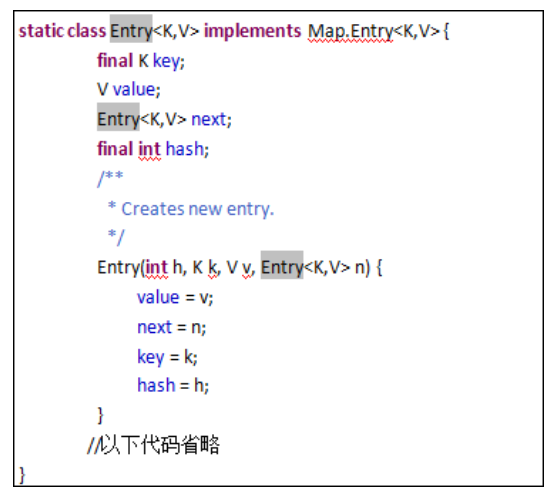 static class Entry<K,V> implements Map.Entry<K,V> {
final K key;
V value;
Entry<K,V> next;
final int hash;
/**
* Creates new entry.
*/
Entry(int h, K k, V v, Entry<K,V> n) {
value = v;
next = n;
key = k;
hash = h;
}
//以下代码省略
}